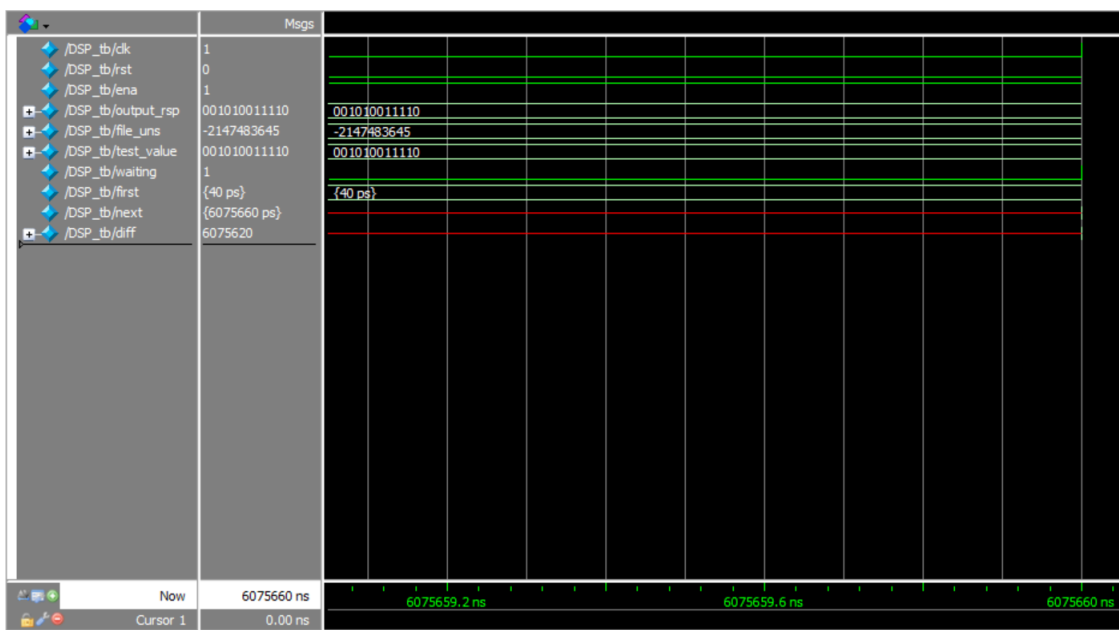 Msgs
/DSP_tb/clk 1
/DSP_tb/rst 0
/DSP_tb/ena 1
/DSP_tb/output_rsp 001010011110 001010011110
/DSP_tb/file_uns -2147483645 -2147483645
/DSP_tb/test_value 001010011110 001010011110
/DSP_tb/waiting 1
/DSP_tb/first {40 ps} {40 ps}
/DSP_tb/next {6075660 ps}
/DSP_tb/diff 6075620
Now 6075660 ns 6075659.2 ns 6075659.6 ns 6075660 ns
Cursor 1 0.00 ns